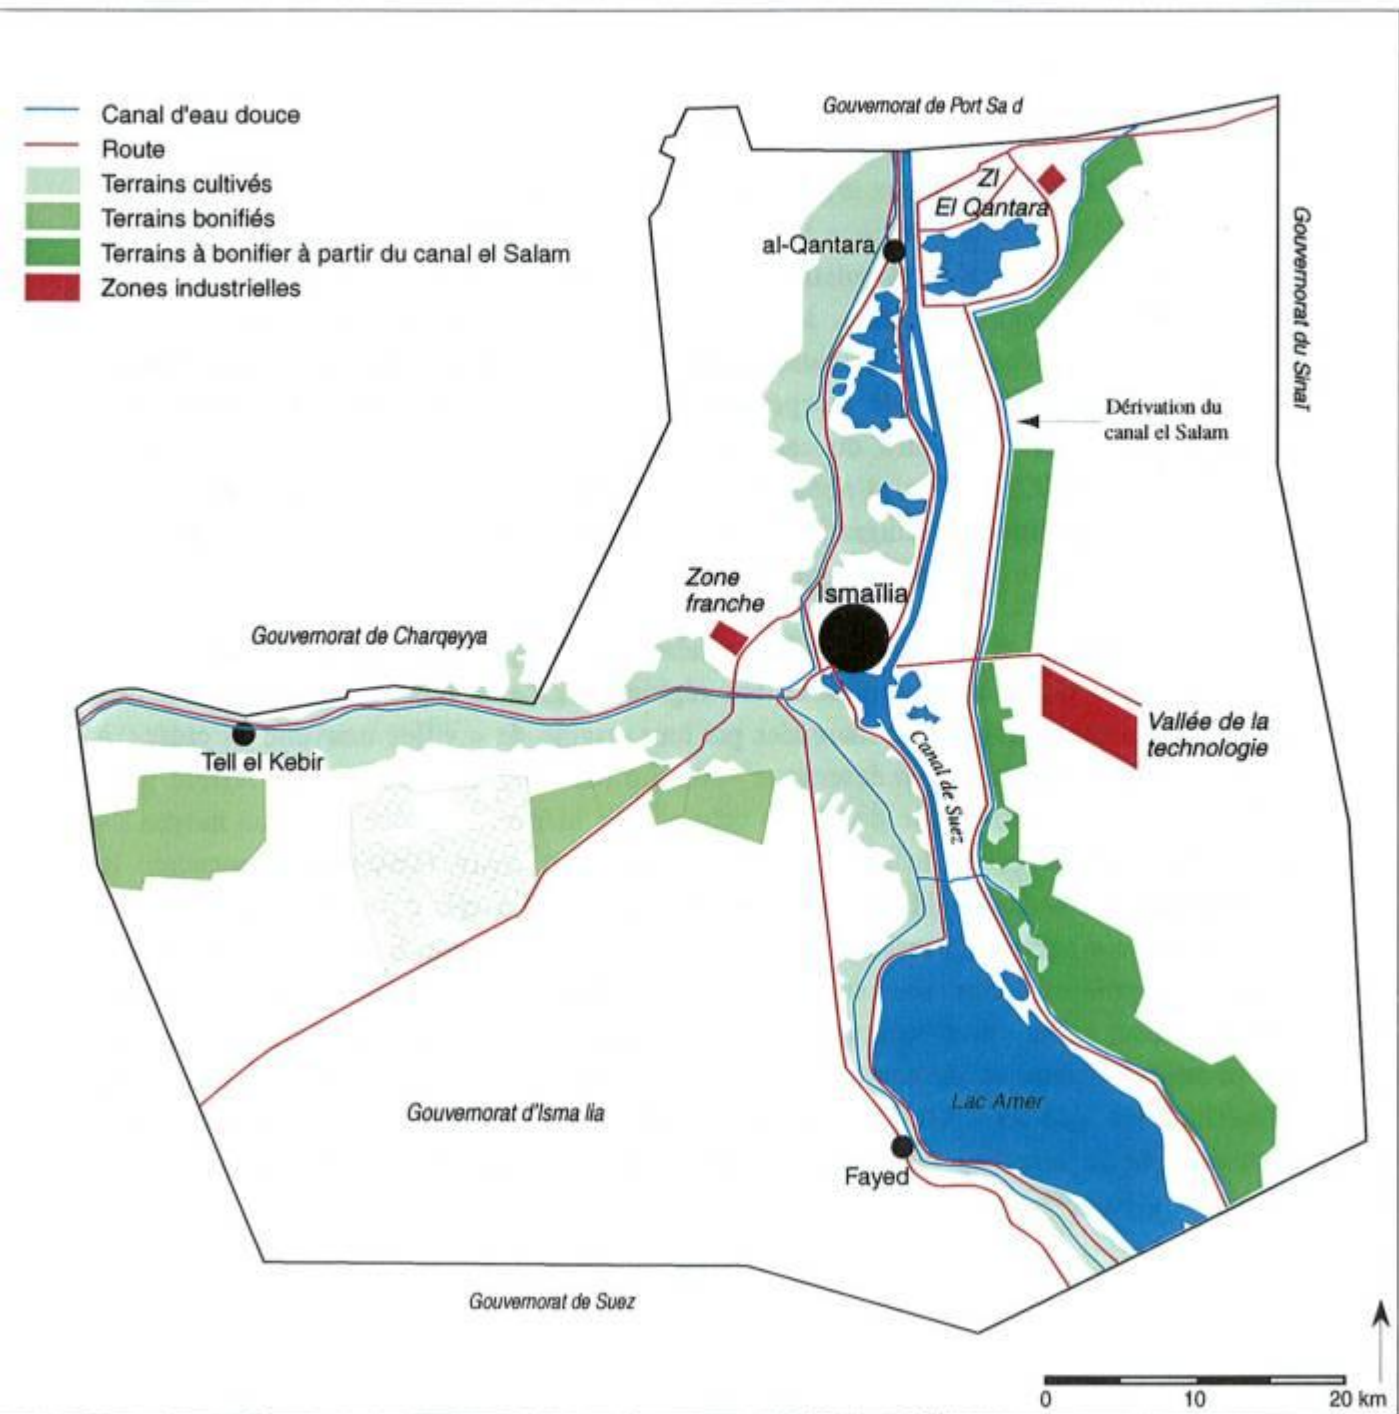 Gouvernorat de Port Sa d
Canal d'eau douce
Route
Terrains cultivés
Terrains bonifiés
Terrains à bonifier à partir du canal el Salam
Zones industrielles
ZI
El Qantara
al-Qantara
Gouvernorat du Sinaï
Dérivation du
canal el Salam
Zone
franche
Ismaïlia
Gouvernorat de Charqeyya
Tell el Kebir
Vallée de la
technologie
Canal de Suez
Lac Amer
Gouvernorat d'Isma lia
Fayed
Gouvernorat de Suez
0 10 20 km